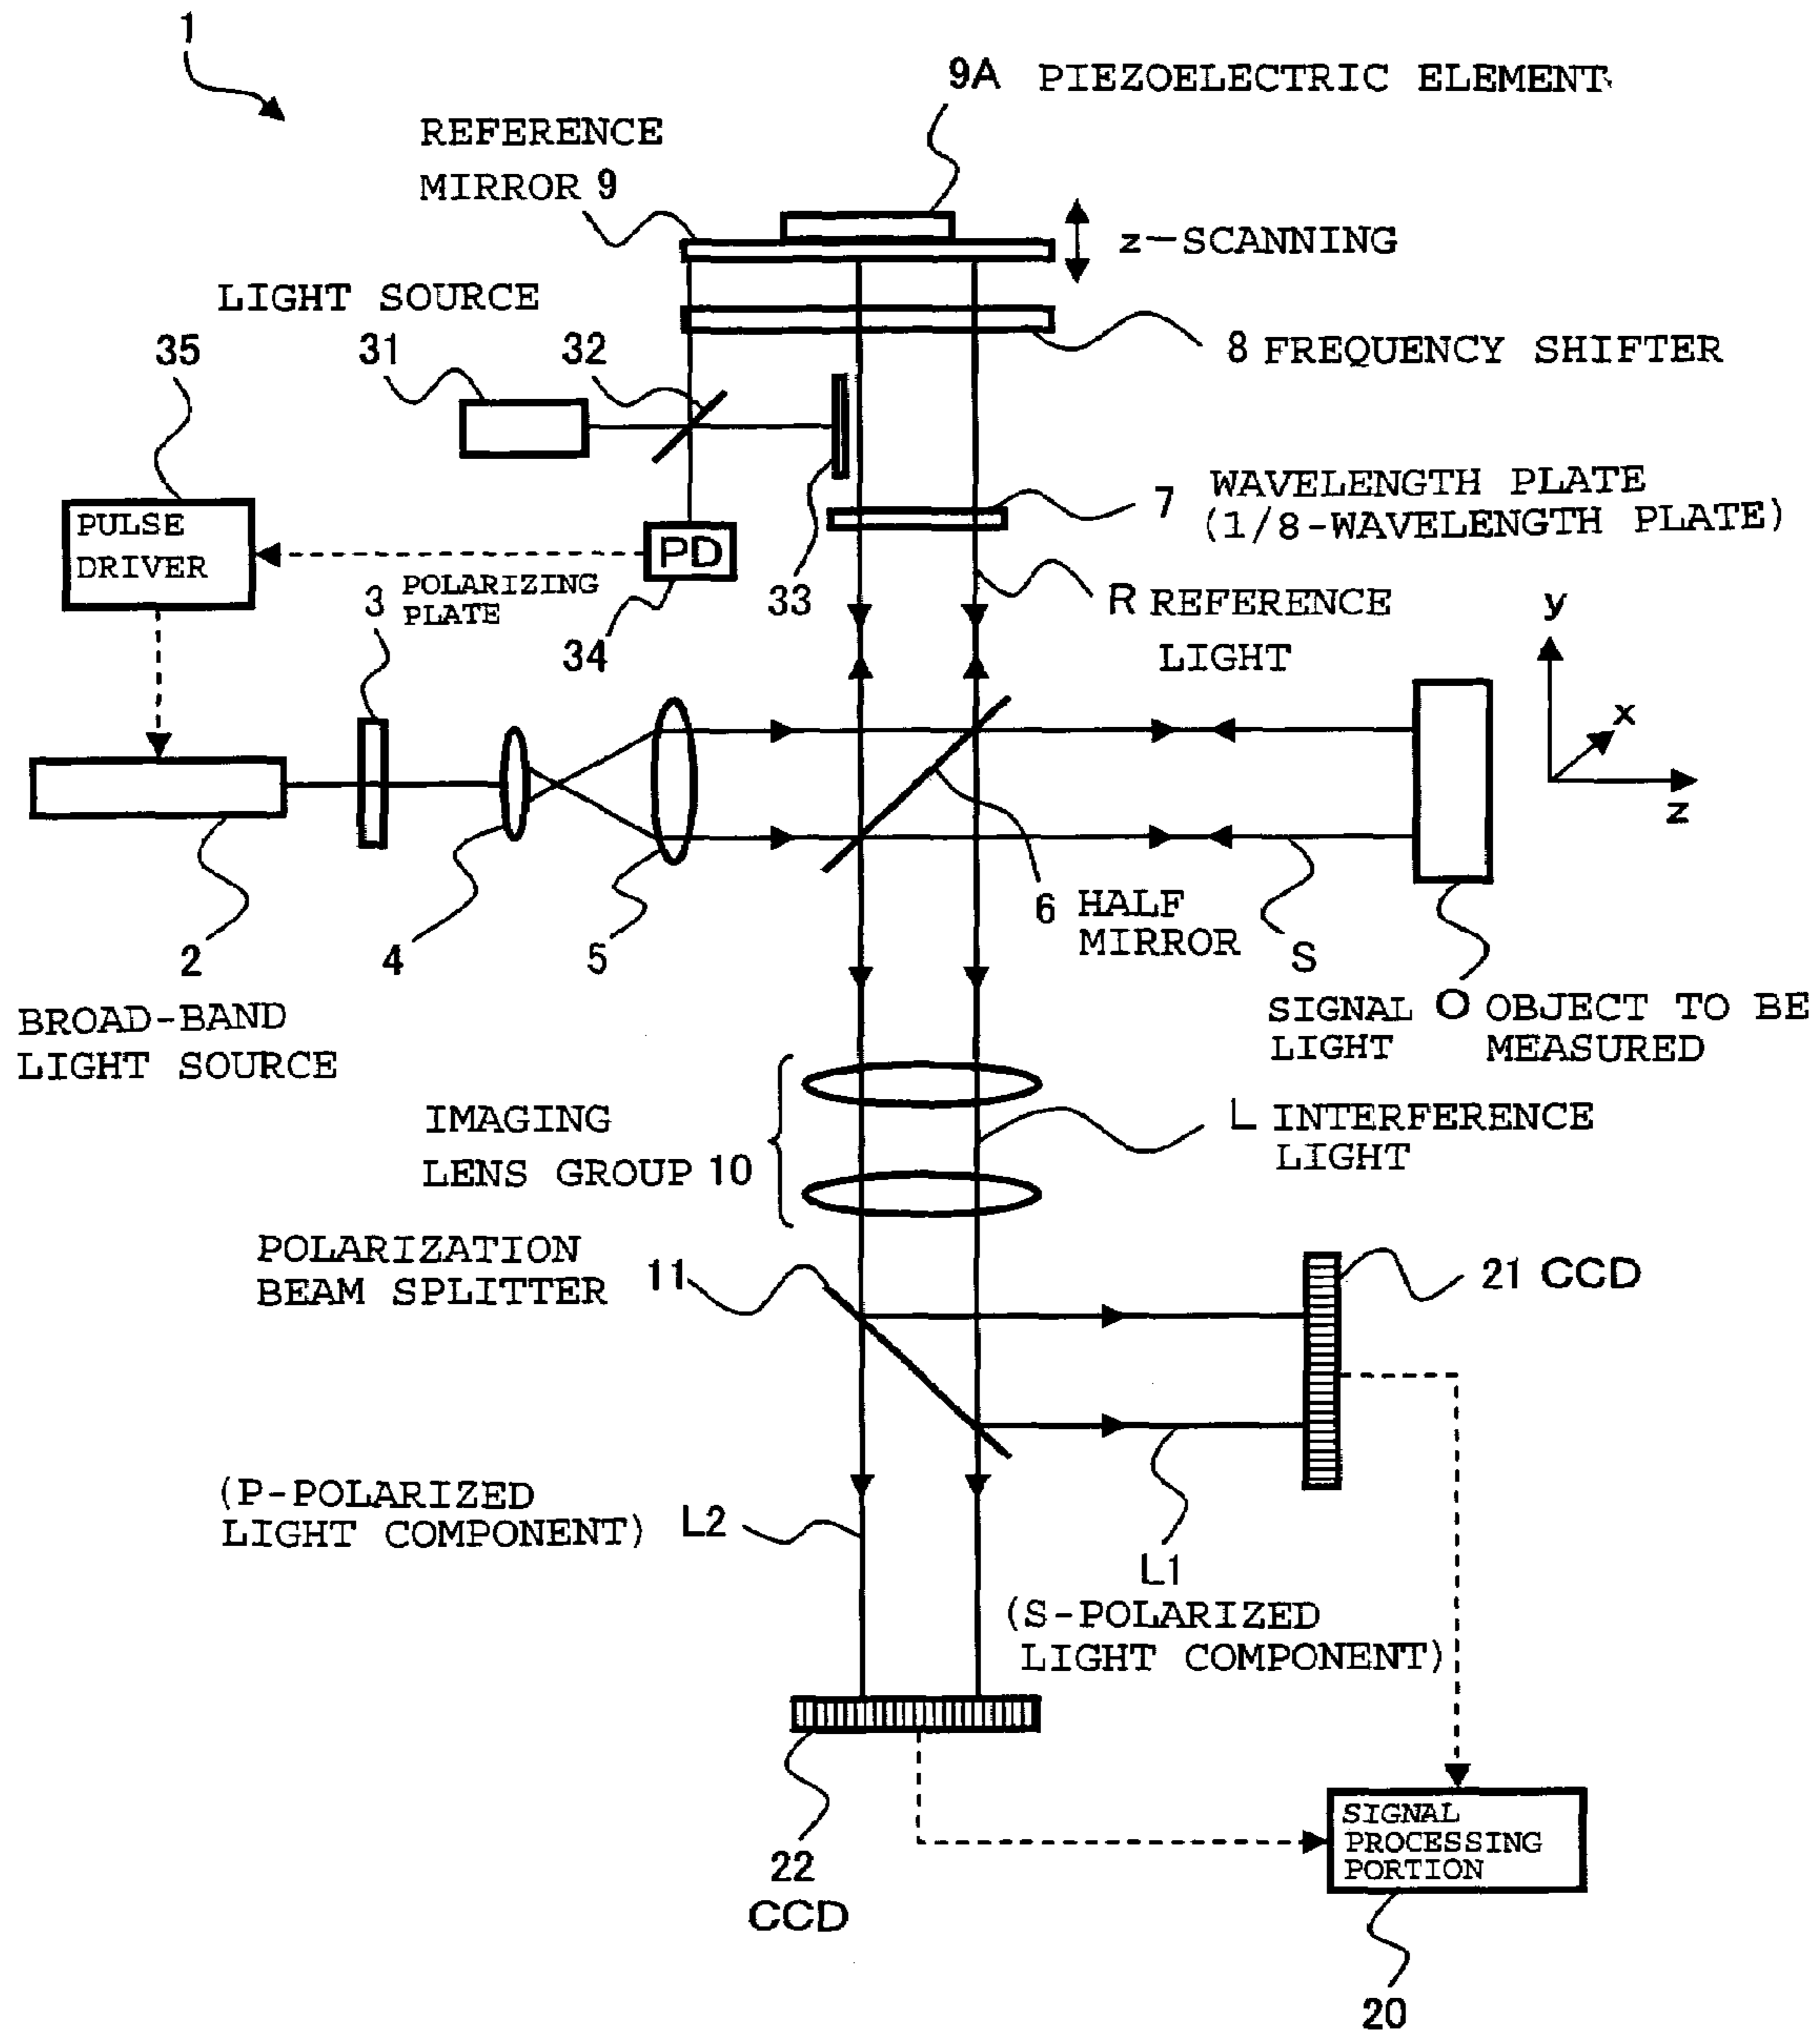 1
9A PIEZOELECTRIC ELEMENT
REFERENCE
MIRROR 9
z-SCANNING
LIGHT SOURCE
35
31
32
8 FREQUENCY SHIFTER
7 WAVELENGTH PLATE
(1/8-WAVELENGTH PLATE)
PULSE
DRIVER
PD
3 POLARIZING
PLATE
33
34
R REFERENCE
LIGHT
y
x
z
2
BROAD-BAND
LIGHT SOURCE
4
5
6 HALF
MIRROR
S
SIGNAL
LIGHT
O OBJECT TO BE
MEASURED
IMAGING
LENS GROUP 10
L INTERFERENCE
LIGHT
POLARIZATION
BEAM SPLITTER
11
21 CCD
(P-POLARIZED
LIGHT COMPONENT)
L2
L1
(S-POLARIZED
LIGHT COMPONENT)
22
CCD
SIGNAL
PROCESSING
PORTION
20